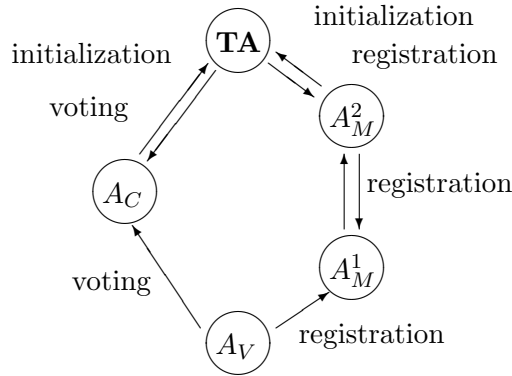 initialization
TA
initialization
registration
voting
A_M^2
A_C
registration
A_M^1
voting
A_V
registration